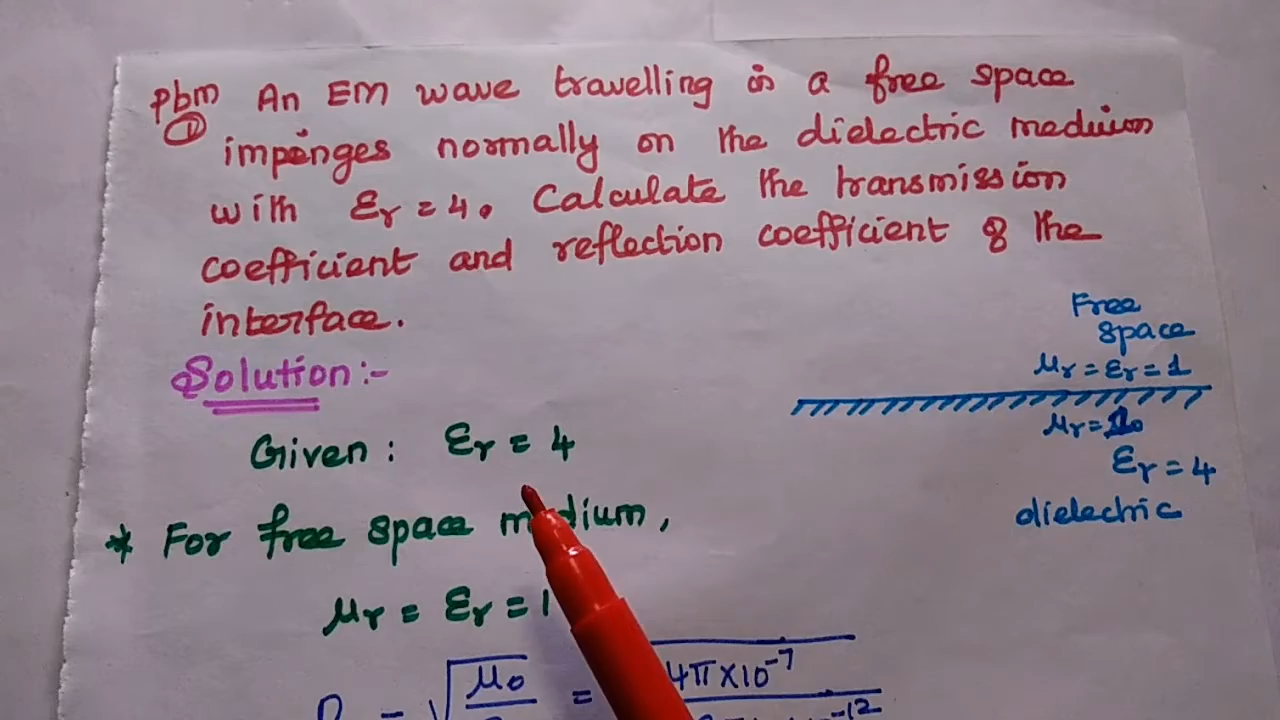 Pbm An EM wave travelling in a free space
① impinges normally on the dielectric medium
with εr = 4. Calculate the transmission
coefficient and reflection coefficient of the
interface.
Solution:-
Given: εr = 4
* For free space medium,
μr = εr = 1
√ μ0 = 4π×10⁻⁷
-12
Free
space
μr = εr = 1
μr =
εr = 4
dielectric